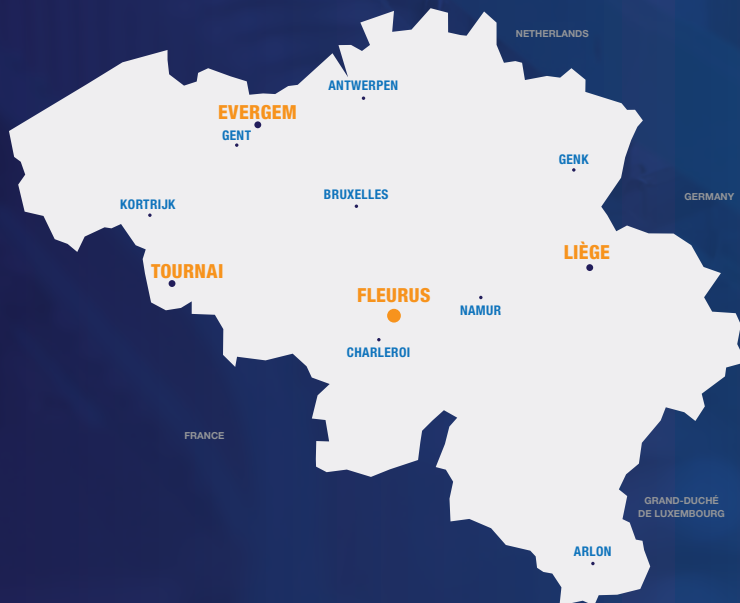 NETHERLANDS
ANTWERPEN
EVERGEM
GENT
GENK
BRUXELLES
GERMANY
KORTRIJK
LIÈGE
TOURNAI
FLEURUS
NAMUR
CHARLEROI
FRANCE
GRAND-DUCHÉ
DE LUXEMBOURG
ARLON